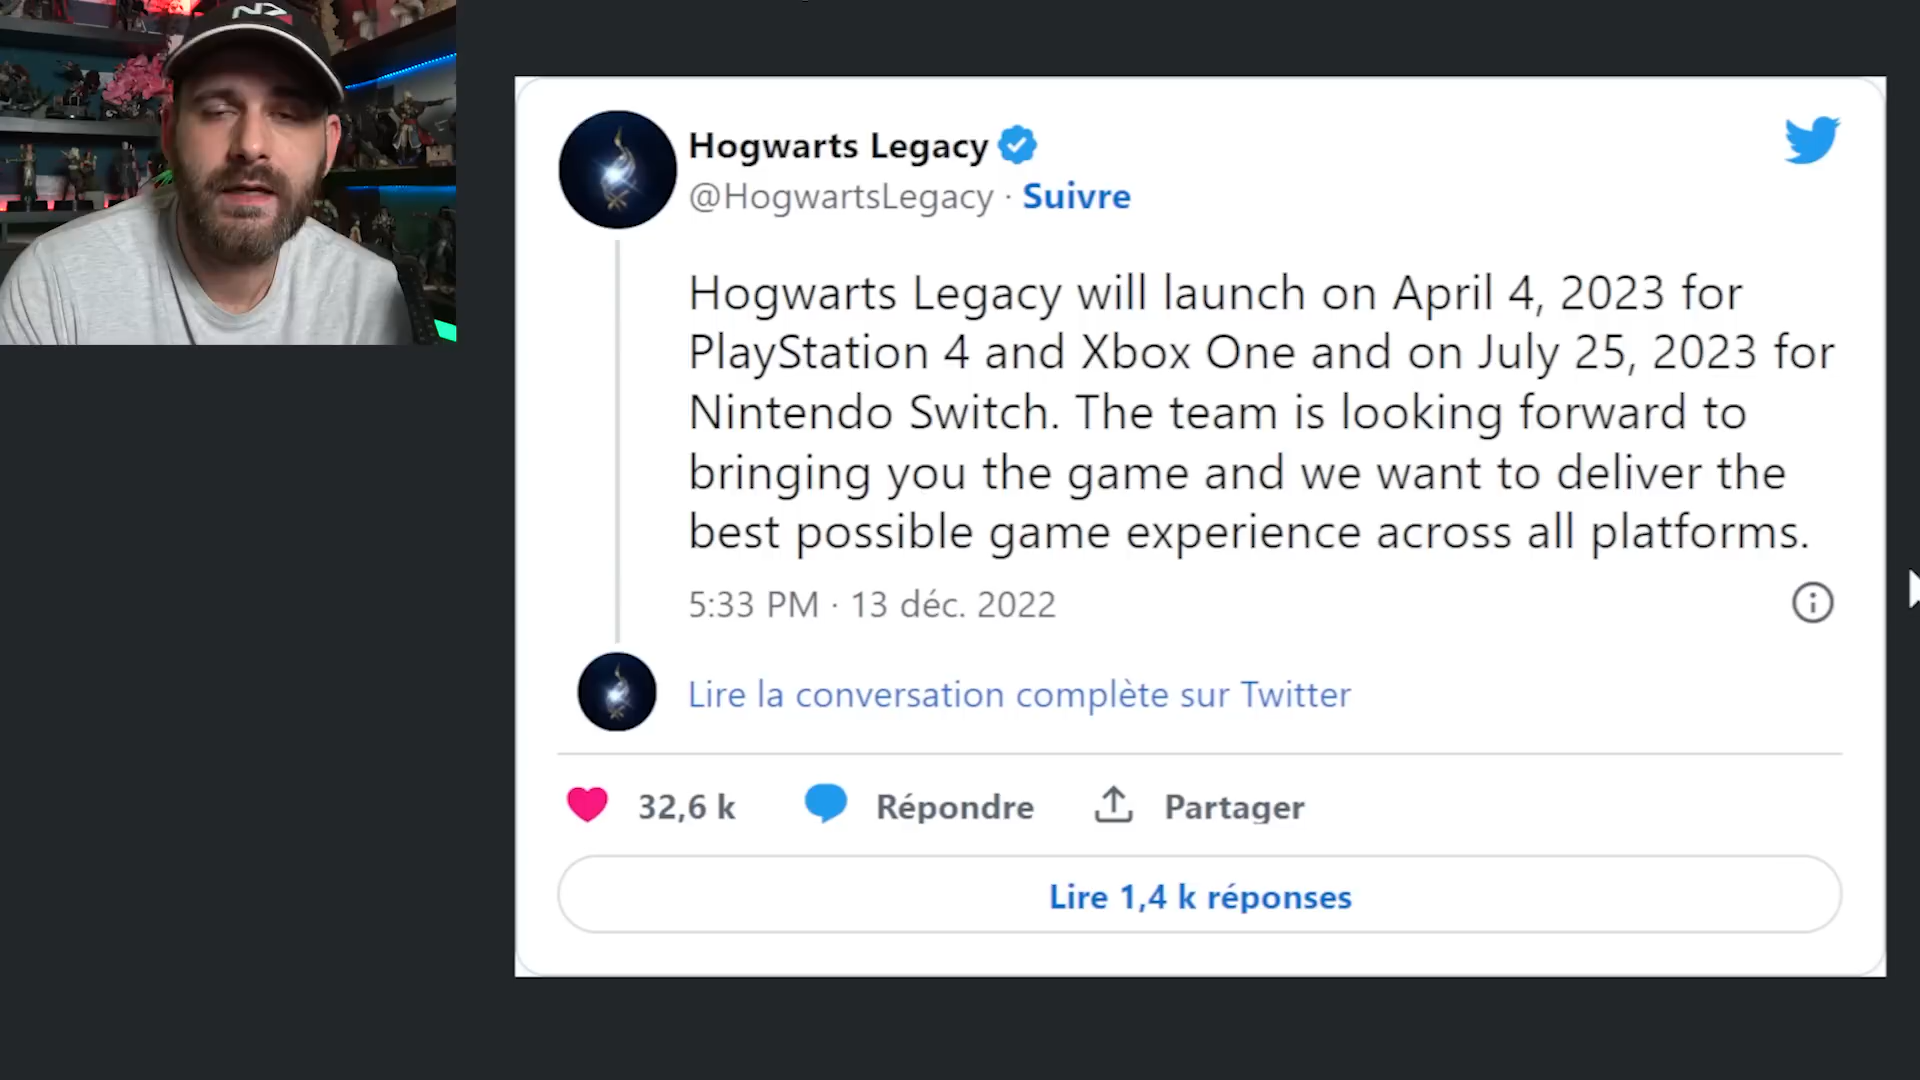 N7
Hogwarts Legacy
@HogwartsLegacy · Suivre
Hogwarts Legacy will launch on April 4, 2023 for
PlayStation 4 and Xbox One and on July 25, 2023 for
Nintendo Switch. The team is looking forward to
bringing you the game and we want to deliver the
best possible game experience across all platforms.
5:33 PM · 13 déc. 2022
Lire la conversation complète sur Twitter
32,6 k Répondre Partager
Lire 1,4 k réponses